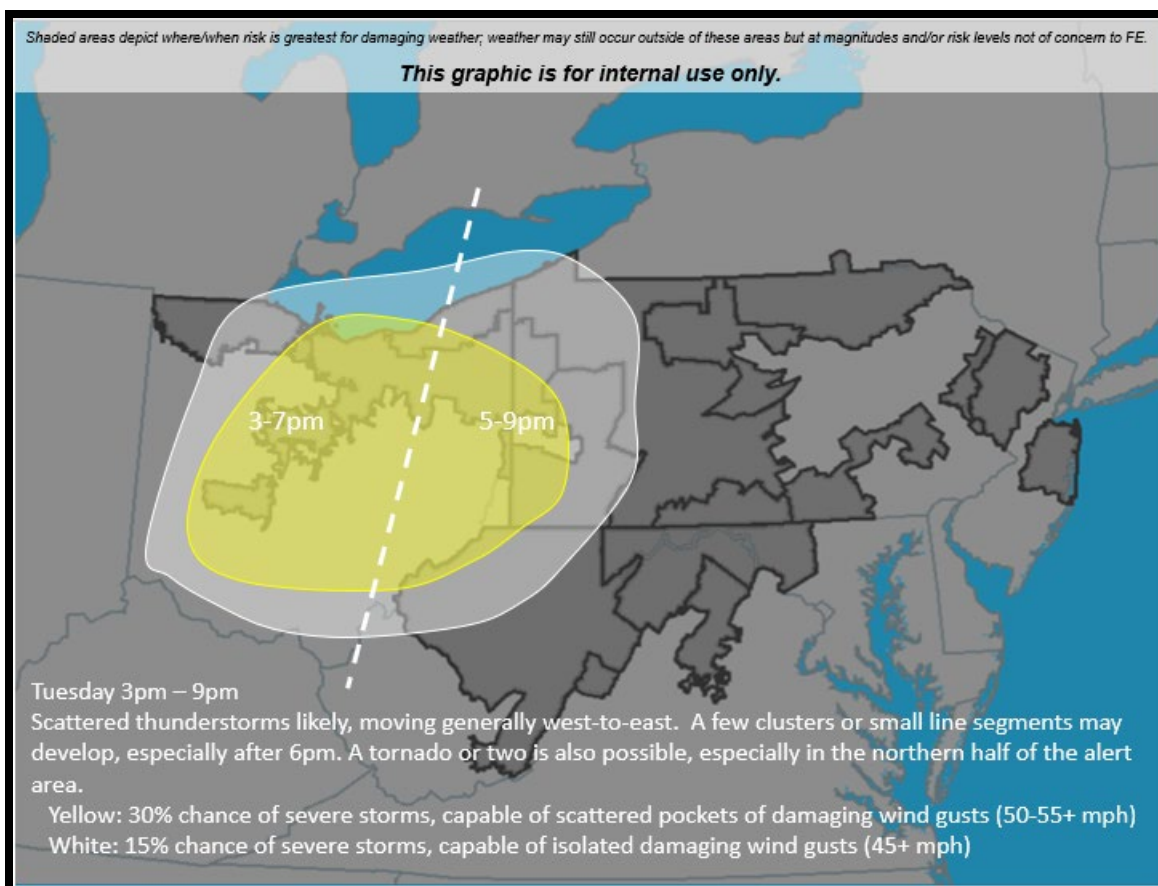 Shaded areas depict where/when risk is greatest for damaging weather; weather may still occur outside of these areas but at magnitudes and/or risk levels not of concern to FE.
This graphic is for internal use only.
3-7pm
5-9pm
Tuesday 3pm – 9pm
Scattered thunderstorms likely, moving generally west-to-east.  A few clusters or small line segments may
develop, especially after 6pm. A tornado or two is also possible, especially in the northern half of the alert
area.
Yellow: 30% chance of severe storms, capable of scattered pockets of damaging wind gusts (50-55+ mph)
White: 15% chance of severe storms, capable of isolated damaging wind gusts (45+ mph)